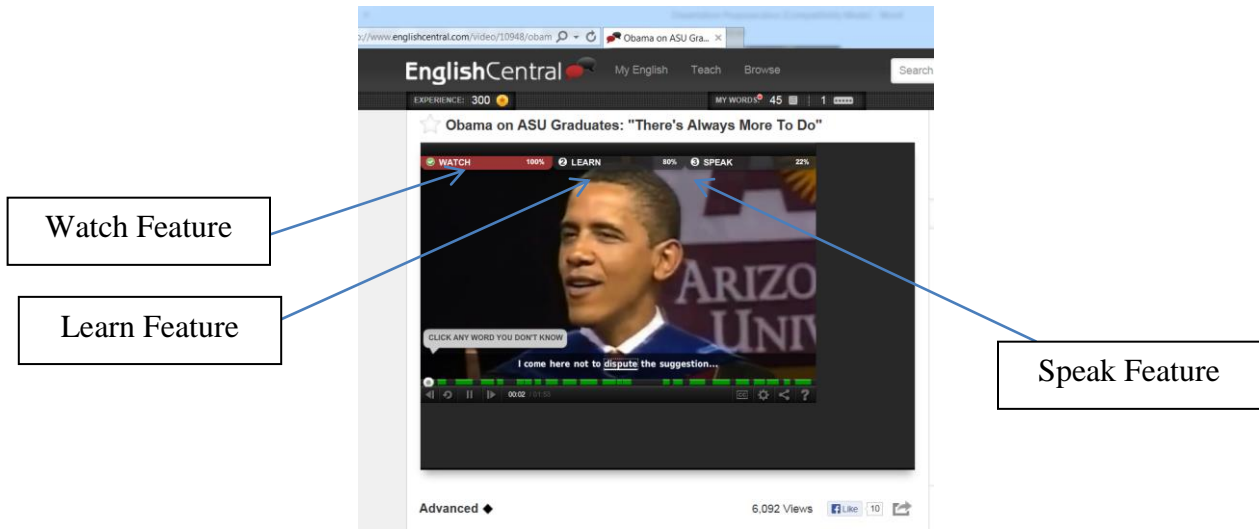 p://www.englishcentral.com/video/10948/obam
Obama on ASU Gra...
EnglishCentral My English Teach Browse Search
EXPERIENCE: 300 MY WORDS: 45 1
Obama on ASU Graduates: "There's Always More To Do"
WATCH 100% 2 LEARN 80% 3 SPEAK 22%
Watch Feature
Learn Feature
Speak Feature
ARIZO
UNIV
CLICK ANY WORD YOU DON'T KNOW
I come here not to dispute the suggestion...
00:02 / 01:58
CC ?
Advanced 6,092 Views Like 10